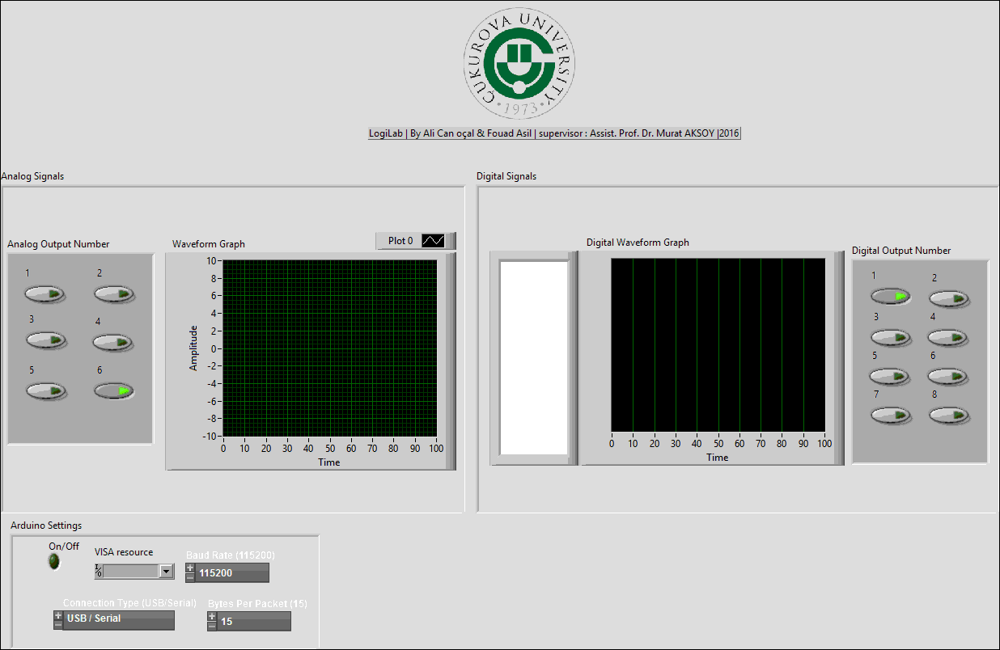 ÇUKUROVA UNIVERSITY
• 1973 •
LogiLab | By Ali Can oçal & Fouad Asil | supervisor : Assist. Prof. Dr. Murat AKSOY |2016
Analog Signals
Analog Output Number
1
2
3
4
5
6
Waveform Graph
Plot 0
Amplitude
10
8
6
4
2
0
-2
-4
-6
-8
-10
0 10 20 30 40 50 60 70 80 90 100
Time
Digital Signals
Digital Waveform Graph
0 10 20 30 40 50 60 70 80 90 100
Time
Digital Output Number
1
2
3
4
5
6
7
8
Arduino Settings
On/Off
VISA resource
I/O
Baud Rate (115200)
115200
Connection Type (USB/Serial)
USB / Serial
Bytes Per Packet (15)
15